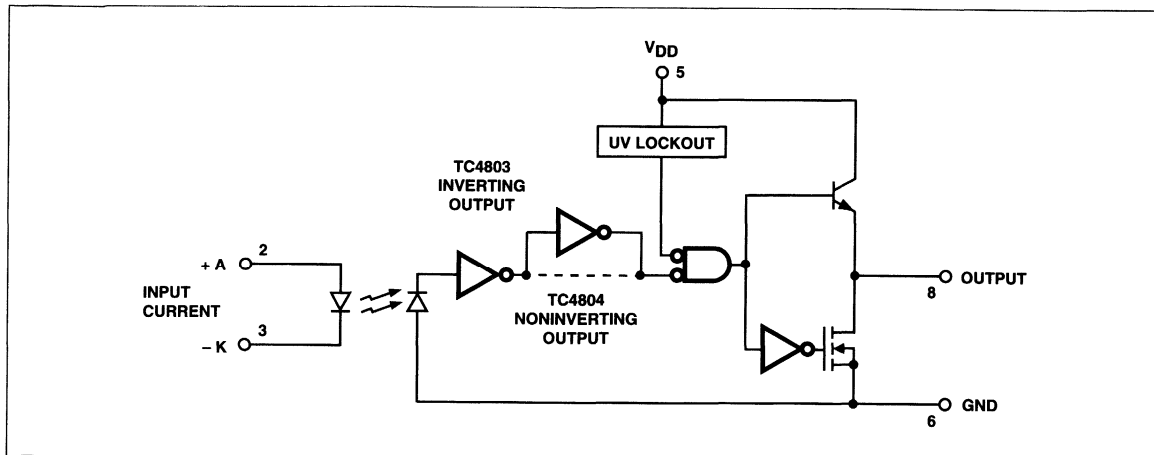 VDD
5
UV LOCKOUT
TC4803
INVERTING
OUTPUT
2
+ A
INPUT
CURRENT
3
– K
TC4804
NONINVERTING
OUTPUT
OUTPUT
8
GND
6